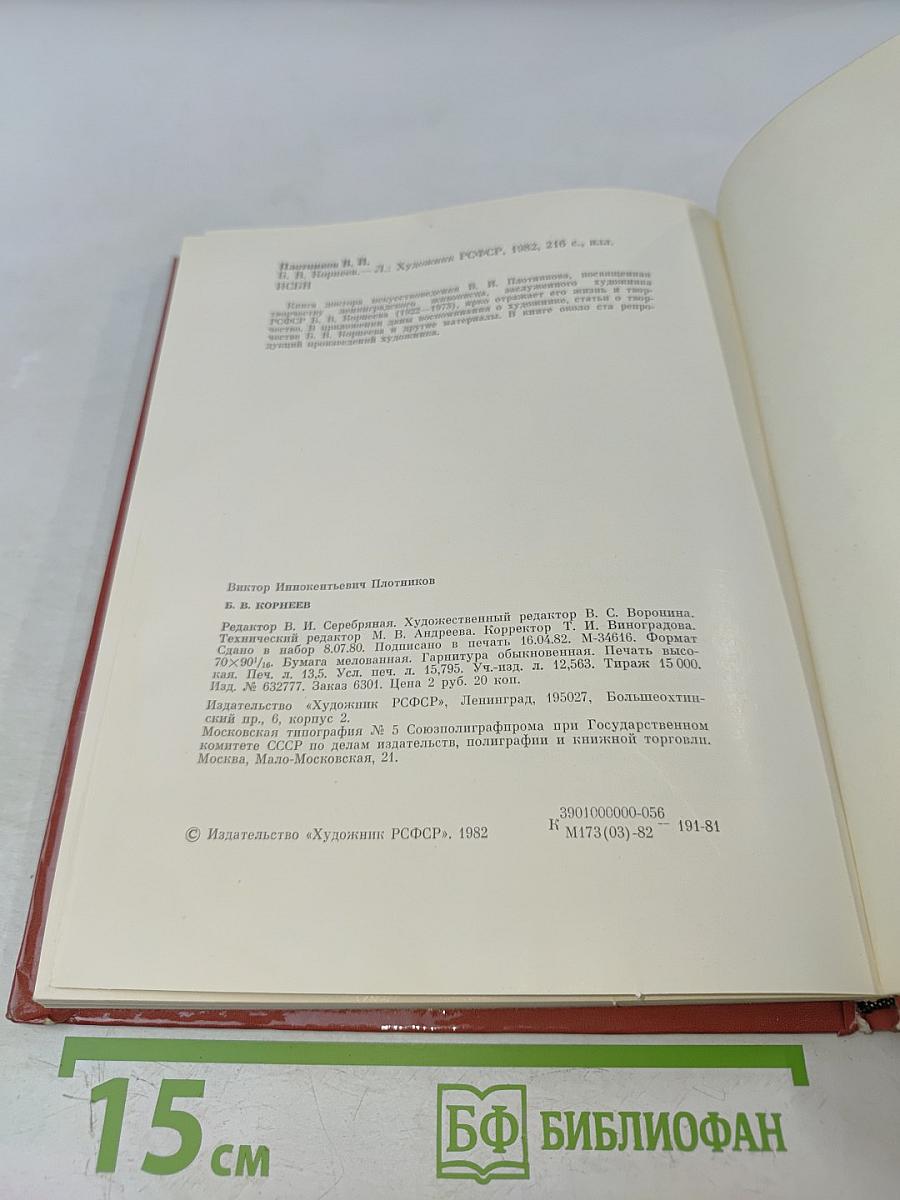 Плотников В. И.
Б. В. Корнеев.— Л.: Художник РСФСР, 1982, 216 с., илл.
ИСБН
Книга доктора искусствоведения В. И. Плотникова, посвященная
творчеству ленинградского живописца, заслуженного художника
РСФСР Б. В. Корнеева (1922—1973), ярко отражает его жизнь и твор-
чество. В приложении даны воспоминания о художнике, статьи о твор-
честве Б. В. Корнеева и другие материалы. В книге около ста репро-
дукций произведений художника.
Виктор Иннокентьевич Плотников
Б. В. КОРНЕЕВ
Редактор В. И. Серебряная. Художественный редактор В. С. Воронина.
Технический редактор М. В. Андреева. Корректор Т. И. Виноградова.
Сдано в набор 8.07.80. Подписано в печать 16.04.82. М-34616. Формат
70×90¹/₁₆. Бумага мелованная. Гарнитура обыкновенная. Печать высо-
кая. Печ. л. 13,5. Усл. печ. л. 15,795. Уч.-изд. л. 12,563. Тираж 15 000.
Изд. № 632777. Заказ 6301. Цена 2 руб. 20 коп.
Издательство «Художник РСФСР», Ленинград, 195027, Большеохтин-
ский пр., 6, корпус 2.
Московская типография № 5 Союзполиграфпрома при Государственном
комитете СССР по делам издательств, полиграфии и книжной торговли.
Москва, Мало-Московская, 21.
© Издательство «Художник РСФСР». 1982
К 3901000000-056 / М173(03)-82 — 191-81
15 см
БФ БИБЛИОФАН